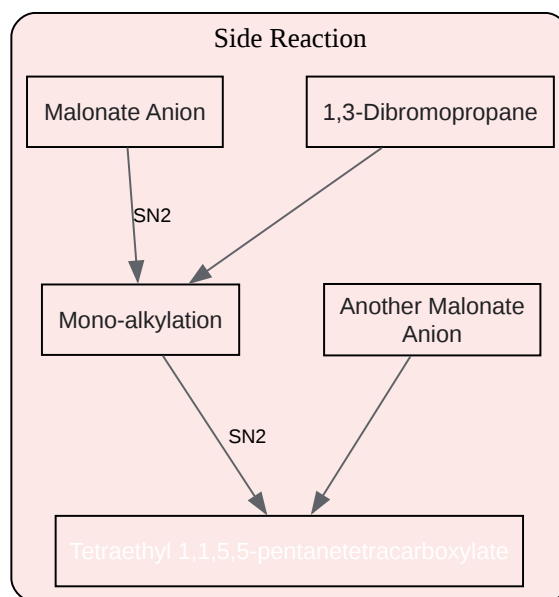 Side Reaction
Malonate Anion
1,3-Dibromopropane
SN2
Mono-alkylation
Another Malonate
Anion
SN2
Tetraethyl 1,1,5,5-pentanetetracarboxylate